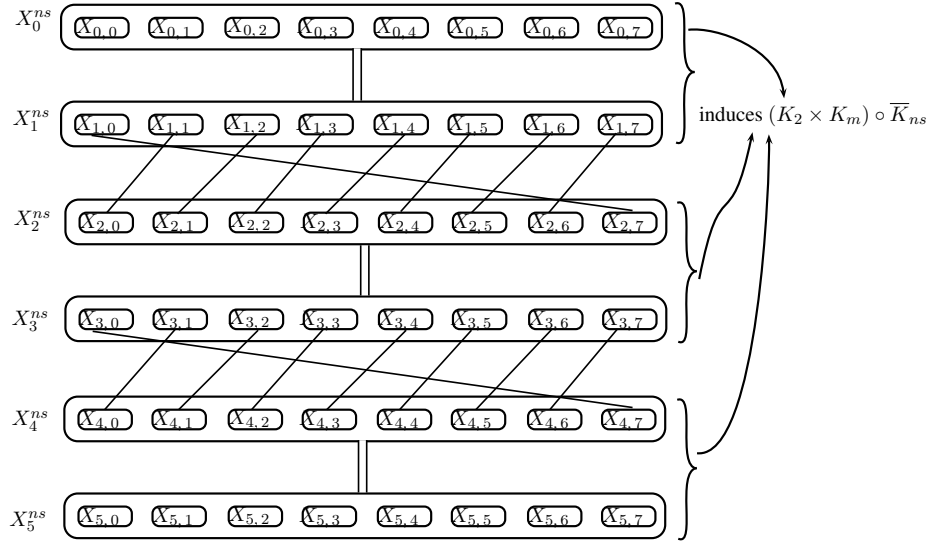 X_0^{ns} X_{0,0} X_{0,1} X_{0,2} X_{0,3} X_{0,4} X_{0,5} X_{0,6} X_{0,7}
X_1^{ns} X_{1,0} X_{1,1} X_{1,2} X_{1,3} X_{1,4} X_{1,5} X_{1,6} X_{1,7}
induces (K_2 × K_m) ∘ \overline{K}_{ns}
X_2^{ns} X_{2,0} X_{2,1} X_{2,2} X_{2,3} X_{2,4} X_{2,5} X_{2,6} X_{2,7}
X_3^{ns} X_{3,0} X_{3,1} X_{3,2} X_{3,3} X_{3,4} X_{3,5} X_{3,6} X_{3,7}
X_4^{ns} X_{4,0} X_{4,1} X_{4,2} X_{4,3} X_{4,4} X_{4,5} X_{4,6} X_{4,7}
X_5^{ns} X_{5,0} X_{5,1} X_{5,2} X_{5,3} X_{5,4} X_{5,5} X_{5,6} X_{5,7}